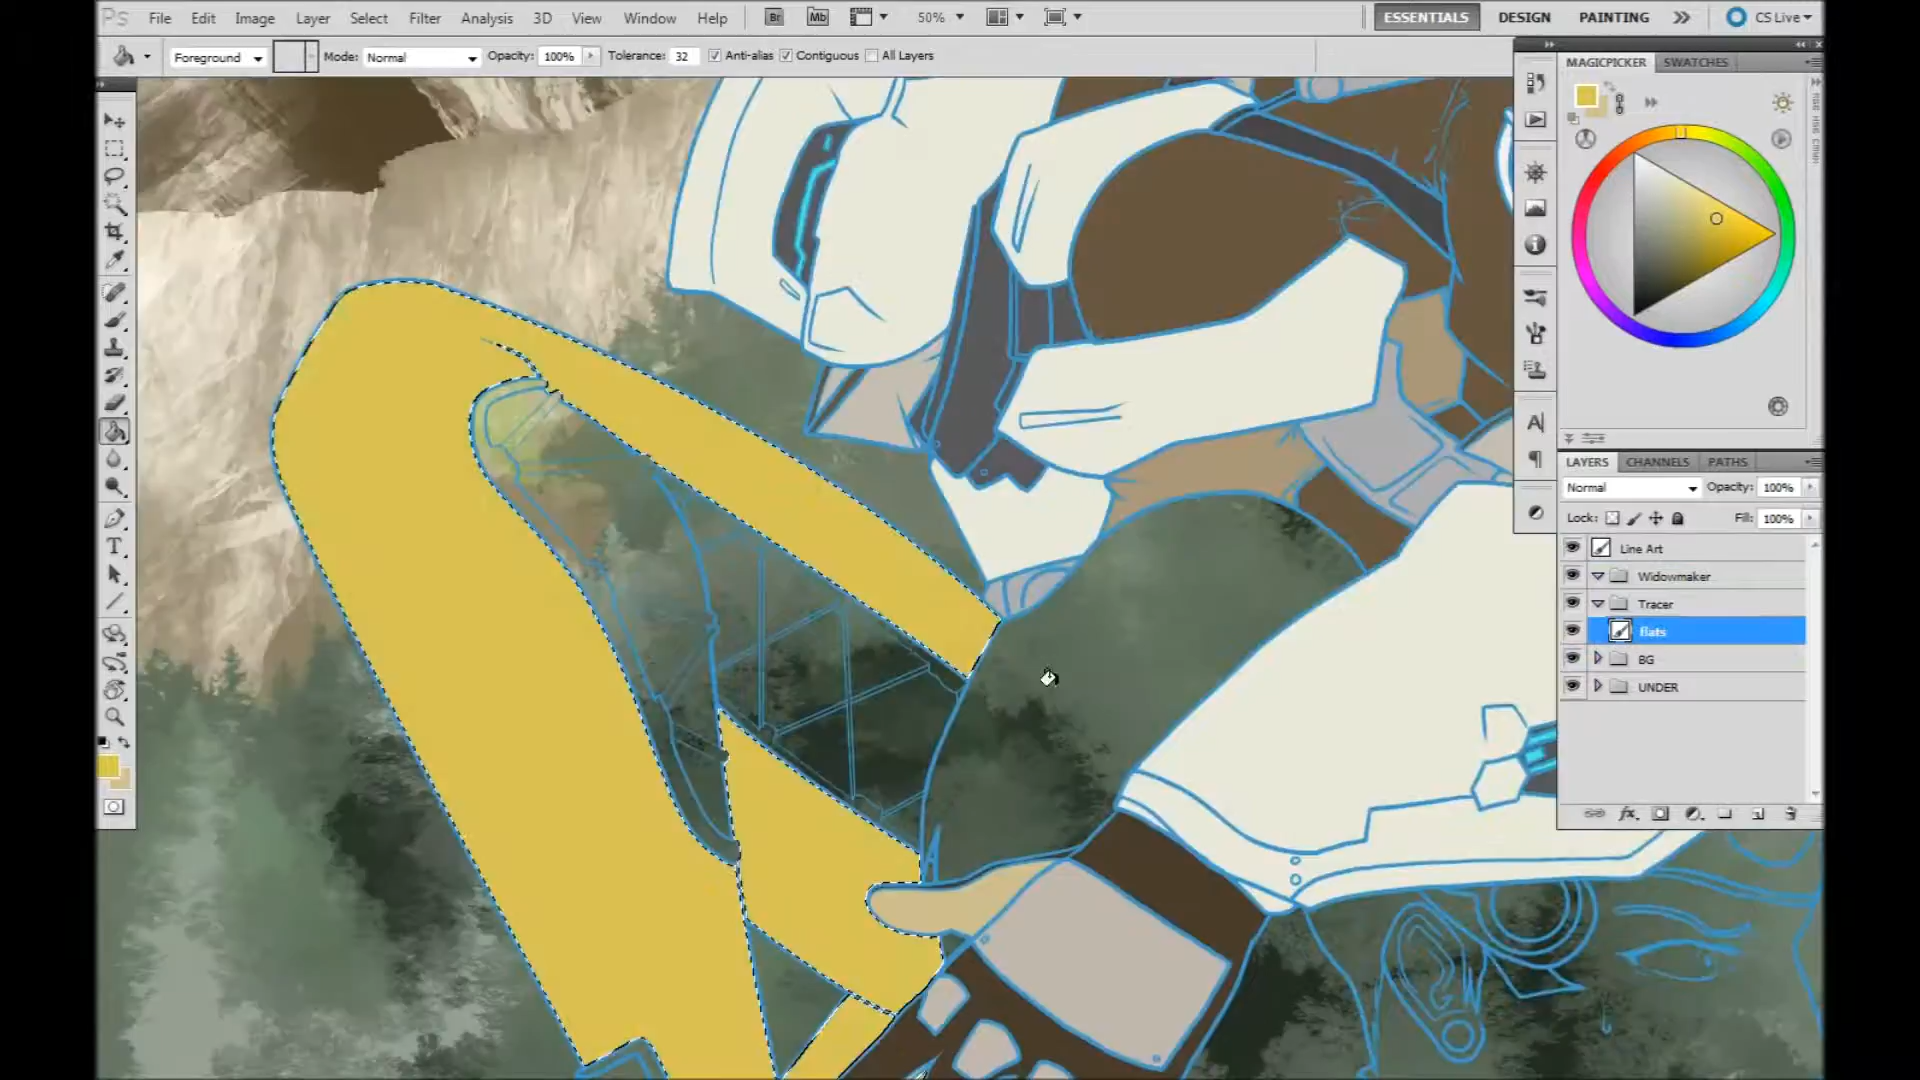 Ps File Edit Image Layer Select Filter Analysis 3D View Window Help Br Mb 50% ESSENTIALS DESIGN PAINTING CS Live
Foreground Mode: Normal Opacity: 100% Tolerance: 32 Anti-alias Contiguous All Layers
MAGICPICKER SWATCHES
LAYERS CHANNELS PATHS
Normal Opacity: 100%
Lock: Fill: 100%
Line Art
Widowmaker
Tracer
flats
BG
UNDER